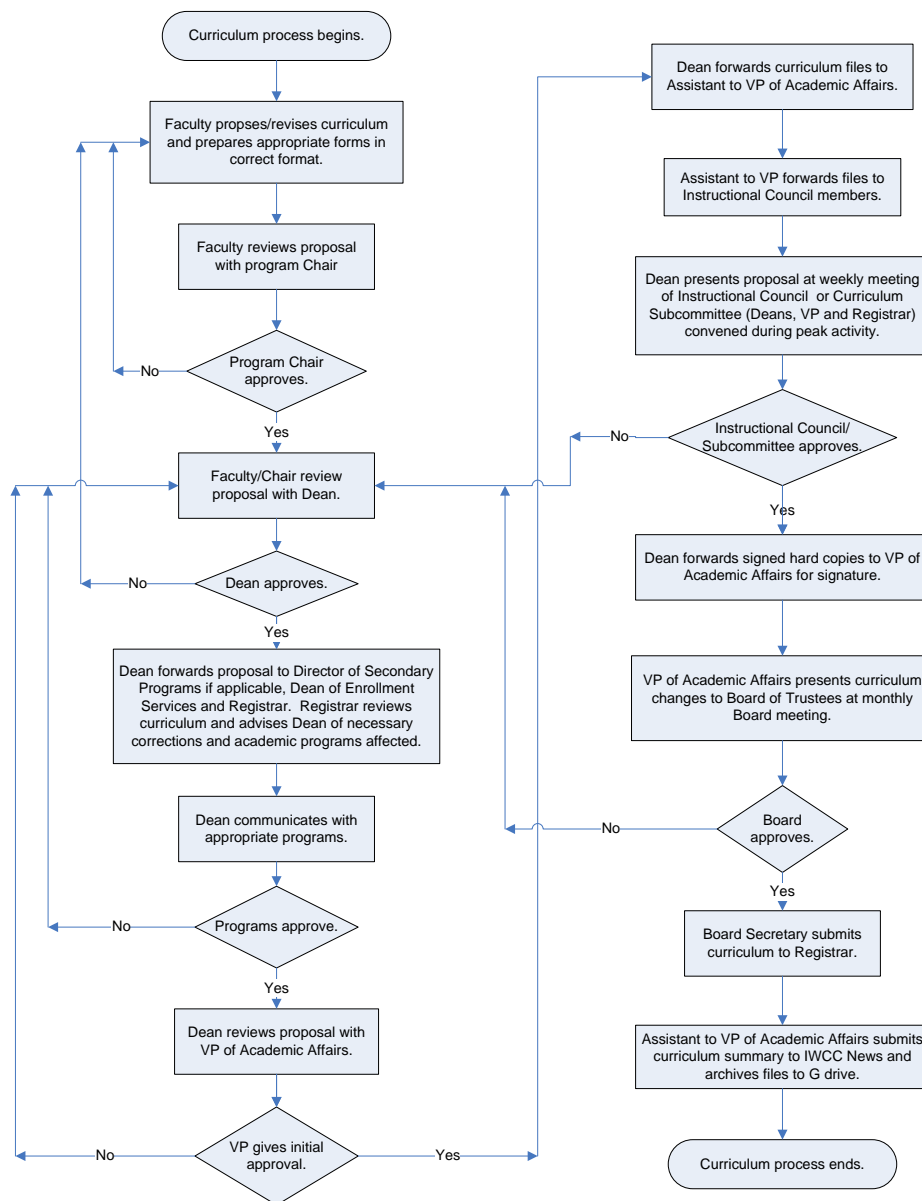 Curriculum process begins.
Faculty propses/revises curriculum
and prepares appropriate forms in
correct format.
Faculty reviews proposal
with program Chair
Program Chair
approves.
No
Yes
Faculty/Chair review
proposal with Dean.
Dean approves.
No
Yes
Dean forwards proposal to Director of Secondary
Programs if applicable, Dean of Enrollment
Services and Registrar.  Registrar reviews
curriculum and advises Dean of necessary
corrections and academic programs affected.
Dean communicates with
appropriate programs.
Programs approve.
No
Yes
Dean reviews proposal with
VP of Academic Affairs.
VP gives initial
approval.
No
Yes
Dean forwards curriculum files to
Assistant to VP of Academic Affairs.
Assistant to VP forwards files to
Instructional Council members.
Dean presents proposal at weekly meeting
of Instructional Council  or Curriculum
Subcommittee (Deans, VP and Registrar)
convened during peak activity.
Instructional Council/
Subcommittee approves.
No
Yes
Dean forwards signed hard copies to VP of
Academic Affairs for signature.
VP of Academic Affairs presents curriculum
changes to Board of Trustees at monthly
Board meeting.
Board
approves.
No
Yes
Board Secretary submits
curriculum to Registrar.
Assistant to VP of Academic Affairs submits
curriculum summary to IWCC News and
archives files to G drive.
Curriculum process ends.